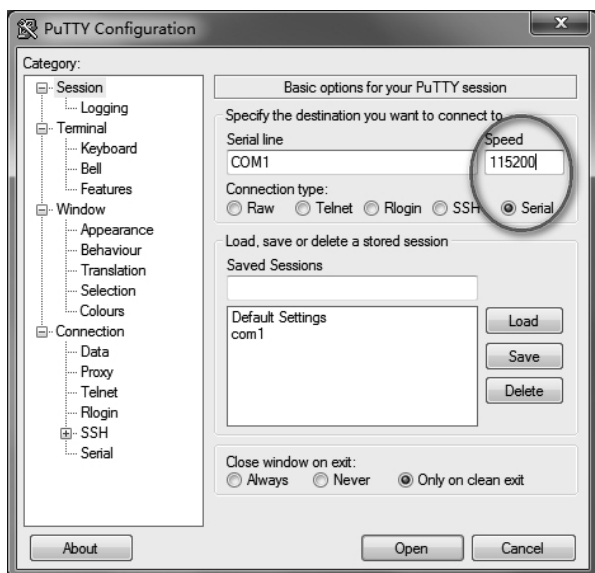 PuTTY Configuration
x
Category:
Session
Logging
Terminal
Keyboard
Bell
Features
Window
Appearance
Behaviour
Translation
Selection
Colours
Connection
Data
Proxy
Telnet
Rlogin
SSH
Serial
Basic options for your PuTTY session
Specify the destination you want to connect to
Serial line Speed
COM1 115200
Connection type:
Raw Telnet Rlogin SSH Serial
Load, save or delete a stored session
Saved Sessions
Default Settings
com1
Load
Save
Delete
Close window on exit:
Always Never Only on clean exit
About Open Cancel